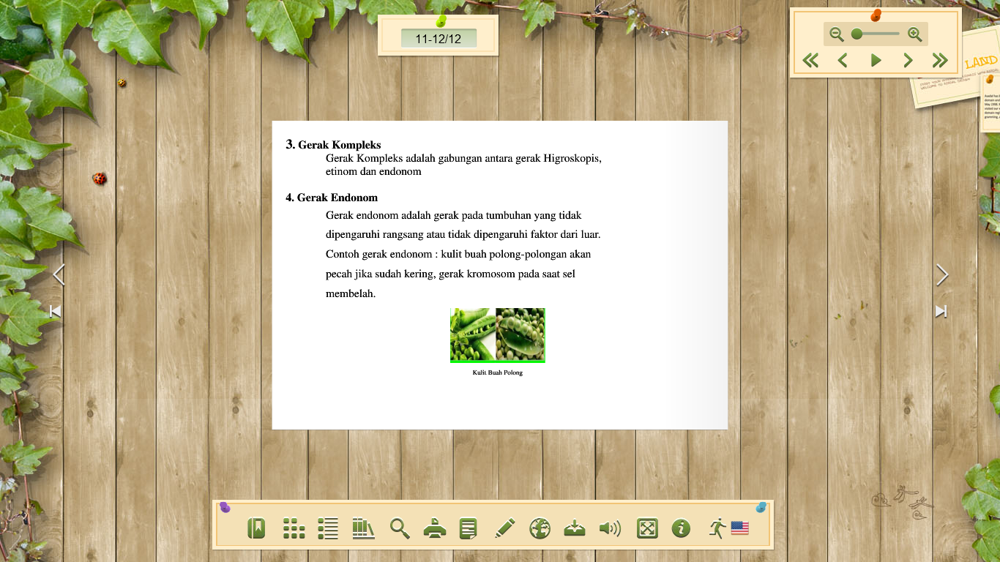 11-12/12
LAND
3. Gerak Kompleks
Gerak Kompleks adalah gabungan antara gerak Higroskopis,
etinom dan endonom
4. Gerak Endonom
Gerak endonom adalah gerak pada tumbuhan yang tidak
dipengaruhi rangsang atau tidak dipengaruhi faktor dari luar.
Contoh gerak endonom : kulit buah polong-polongan akan
pecah jika sudah kering, gerak kromosom pada saat sel
membelah.
Kulit Buah Polong